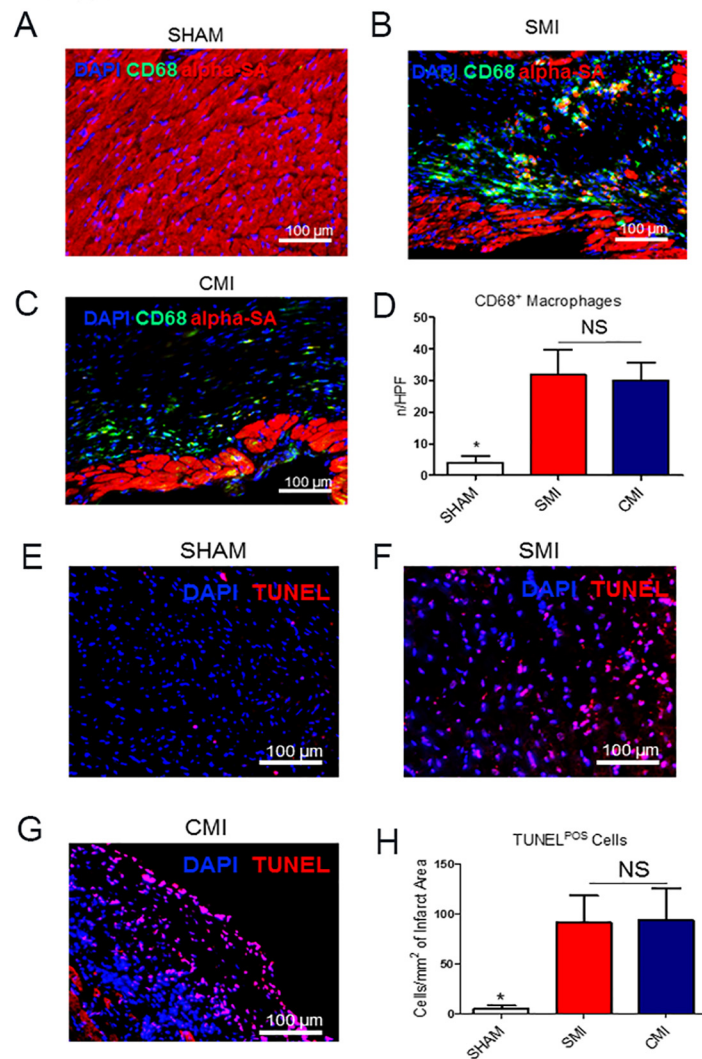 A
SHAM
DAPI CD68 alpha-SA
100 µm
B
SMI
DAPI CD68 alpha-SA
100 µm
C
CMI
DAPI CD68 alpha-SA
100 µm
D
CD68+ Macrophages
NS
n/HPF
50
40
30
20
10
0
*
SHAM
SMI
CMI
E
SHAM
DAPI TUNEL
100 µm
F
SMI
DAPI TUNEL
100 µm
G
CMI
DAPI TUNEL
100 µm
H
TUNELPOS Cells
NS
Cells/mm2 of Infarct Area
150
100
50
0
*
SHAM
SMI
CMI